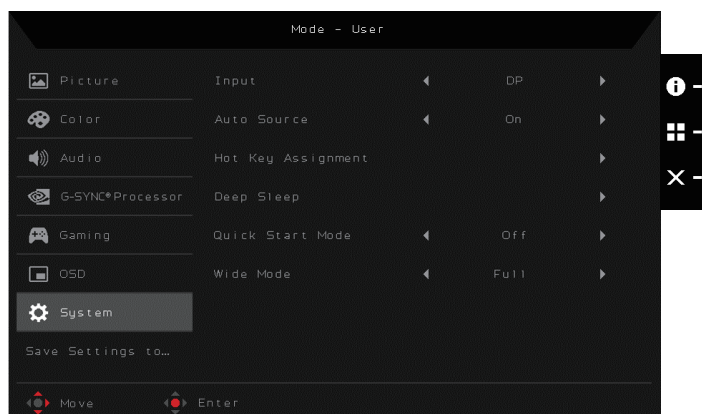 Mode - User
Picture
Input DP
Color
Auto Source On
Audio
Hot Key Assignment
G-SYNC® Processor
Deep Sleep
Gaming
Quick Start Mode Off
OSD
Wide Mode Full
System
Save Settings to…
Move Enter